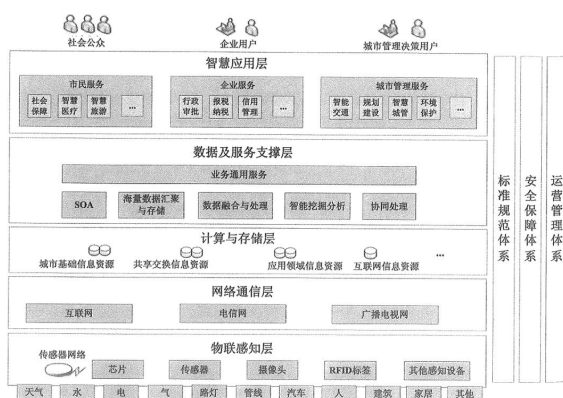 社会公众 企业用户 城市管理决策用户
智慧应用层
市民服务 企业服务 城市管理服务
社会保障 智慧医疗 智慧旅游 ... 行政审批 报税纳税 信用管理 ... 智能交通 规划建设 智慧城管 环境保护 ...
数据及服务支撑层
业务通用服务
SOA 海量数据汇聚与存储 数据融合与处理 智能挖掘分析 协同处理
计算与存储层
城市基础信息资源 共享交换信息资源 应用领域信息资源 互联网信息资源 ...
网络通信层
互联网 电信网 广播电视网
物联感知层
传感器网络 芯片 传感器 摄像头 RFID标签 其他感知设备
天气 水 电 气 路灯 管线 汽车 人 建筑 家居 其他
标准规范体系
安全保障体系
运营管理体系